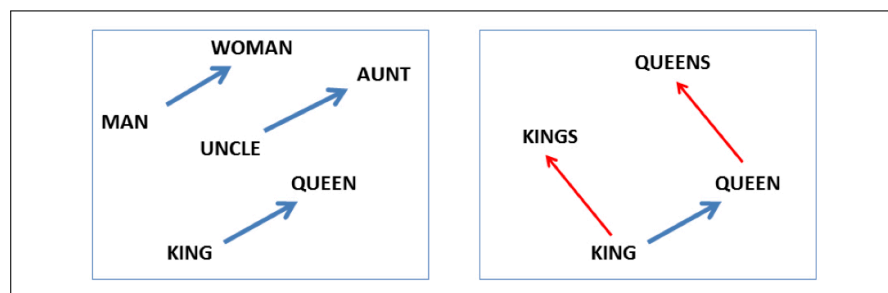 WOMAN
AUNT
MAN
UNCLE
QUEEN
KING
QUEENS
KINGS
QUEEN
KING